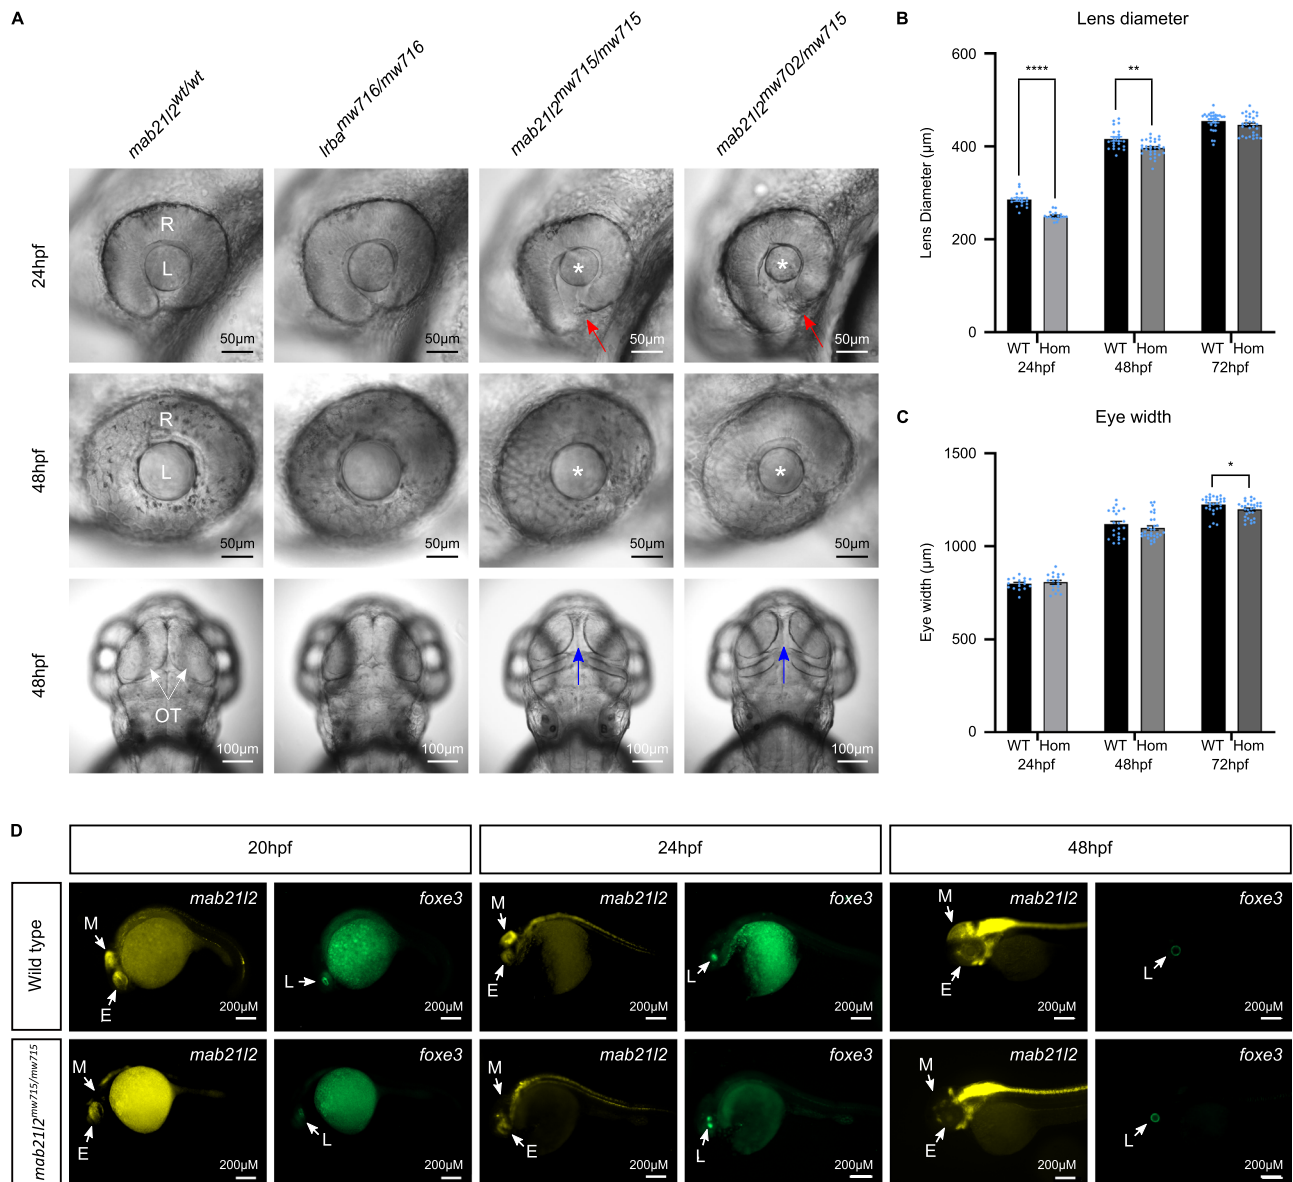 A
mab21l2wt/wt
lrbamw716/mw716
mab21l2mw715/mw715
mab21l2mw702/mw715
24hpf
R
L
50µm
50µm
*
50µm
*
50µm
48hpf
R
L
50µm
50µm
*
50µm
*
50µm
48hpf
OT
100µm
100µm
100µm
100µm
B
Lens diameter
Lens Diameter (µm)
600
400
200
0
****
**
WT Hom WT Hom WT Hom
24hpf 48hpf 72hpf
C
Eye width
Eye width (µm)
1500
1000
500
0
*
WT Hom WT Hom WT Hom
24hpf 48hpf 72hpf
D
20hpf
24hpf
48hpf
Wild type
mab21l2
M
E
200µM
foxe3
L
200µM
mab21l2
M
E
200µM
foxe3
L
200µM
mab21l2
M
E
200µM
foxe3
L
200µM
mab21l2mw715/mw715
mab21l2
M
E
200µM
foxe3
L
200µM
mab21l2
M
E
200µM
foxe3
L
200µM
mab21l2
M
E
200µM
foxe3
L
200µM